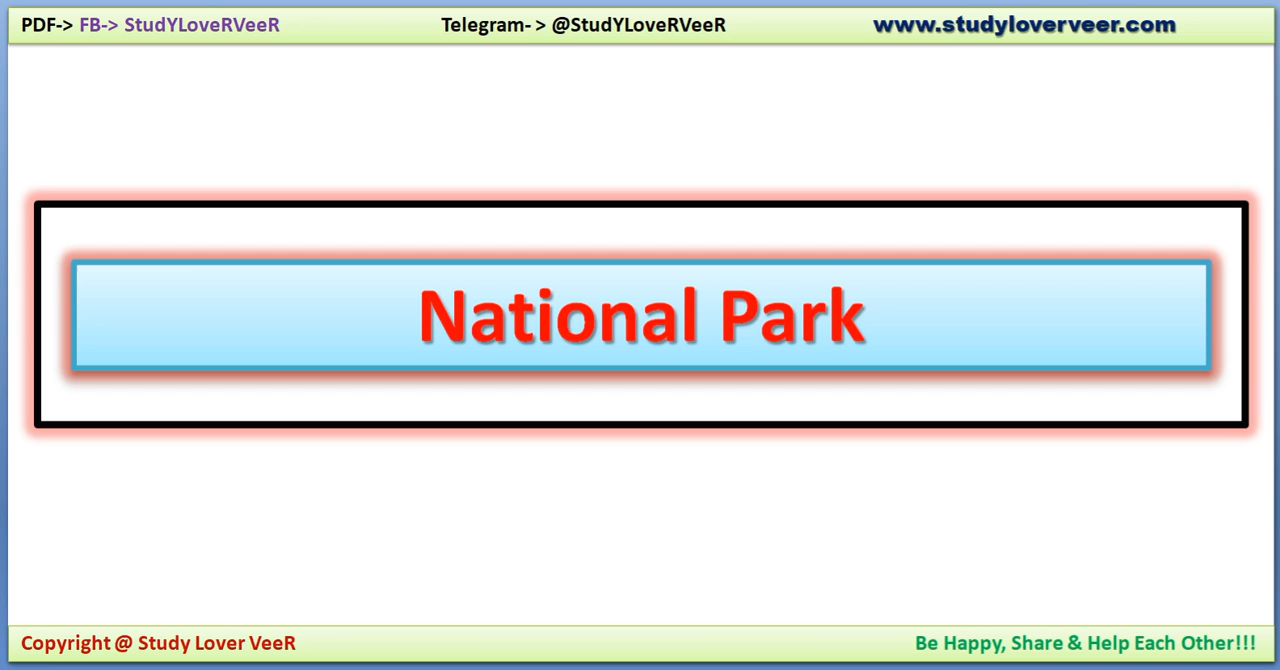 PDF-> FB-> StudYLoveRVeeR Telegram- > @StudYLoveRVeeR www.studyloverveer.com
National Park
Copyright @ Study Lover VeeR Be Happy, Share & Help Each Other!!!